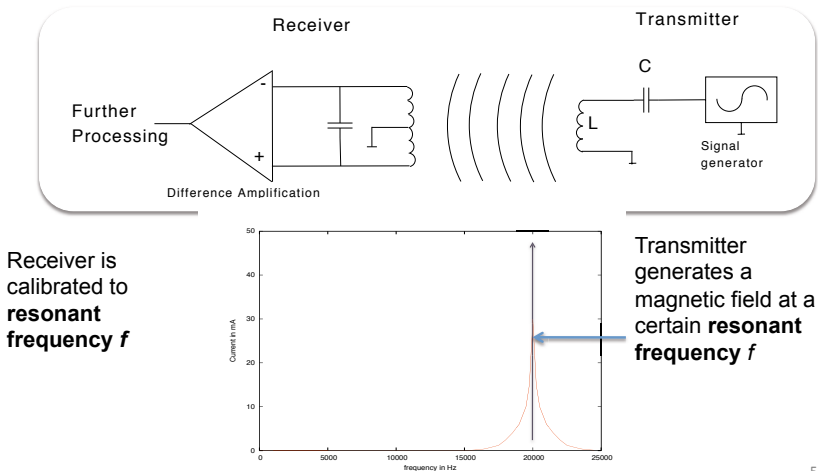 Receiver
Transmitter
C
-
Further
Processing
+
L
Signal
generator
Difference Amplification
Receiver is
calibrated to
resonant
frequency f
50
40
30
20
10
0
Current in mA
0 5000 10000 15000 20000 25000
frequency in Hz
Transmitter
generates a
magnetic field at a
certain resonant
frequency f
5